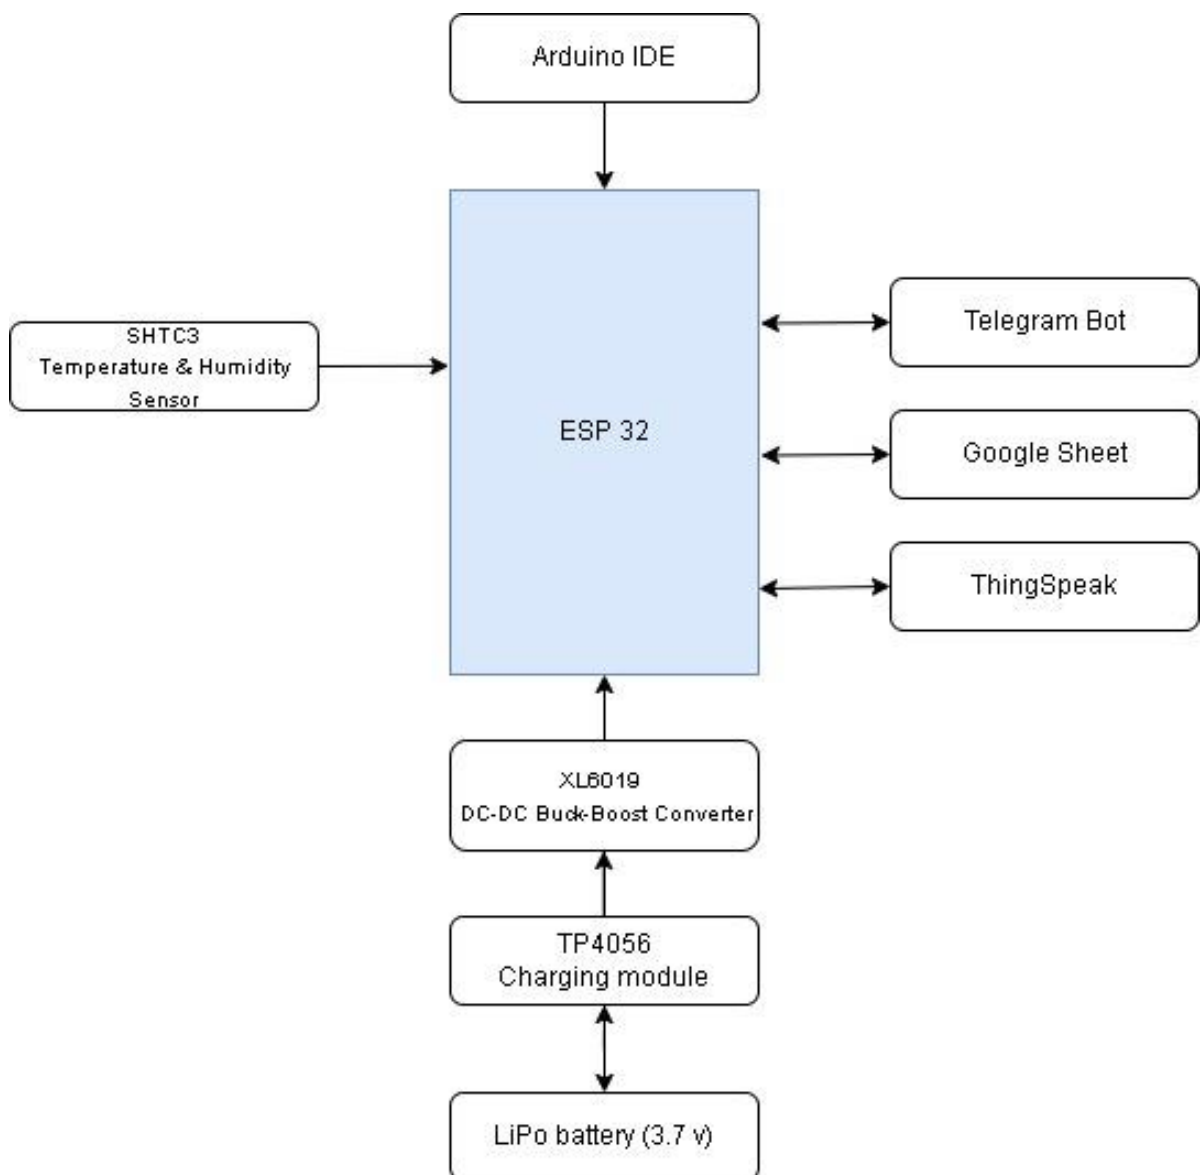 Arduino IDE
SHTC3
Temperature & Humidity
Sensor
ESP 32
Telegram Bot
Google Sheet
ThingSpeak
XL6019
DC-DC Buck-Boost Converter
TP4056
Charging module
LiPo battery (3.7 v)